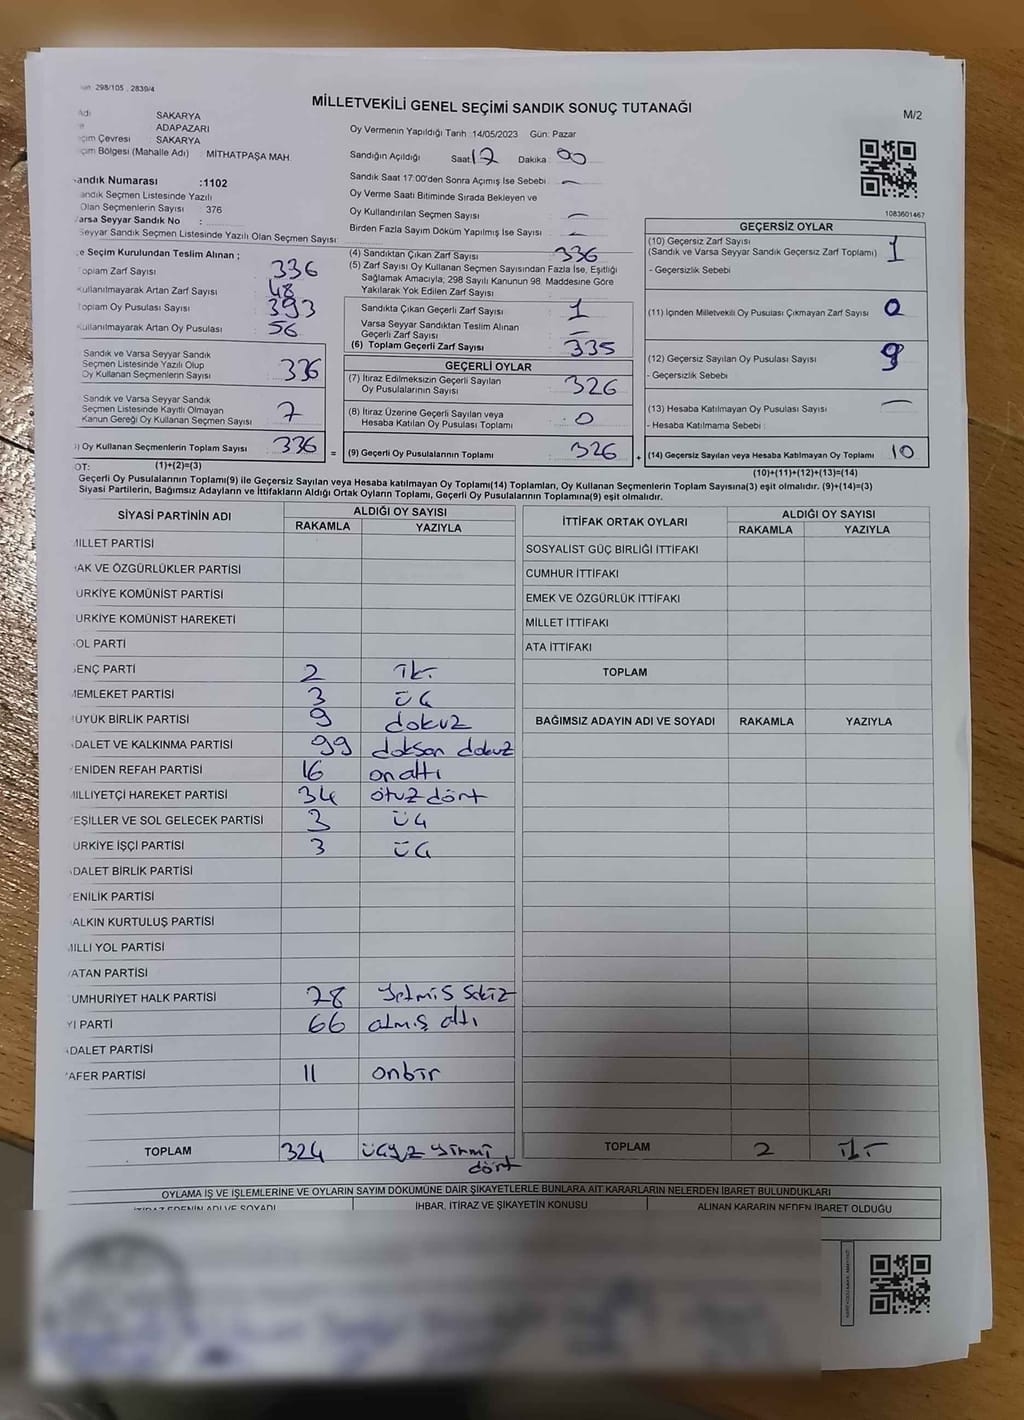 298/105 , 2839/4
MİLLETVEKİLİ GENEL SEÇİMİ SANDIK SONUÇ TUTANAĞI
M/2
SAKARYA
ADAPAZARI
çim Çevresi SAKARYA
çim Bölgesi (Mahalle Adı) : MİTHATPAŞA MAH.
Oy Vermenin Yapıldığı Tarih :14/05/2023 Gün: Pazar
Sandığın Açıldığı Saat: 17 Dakika: 00
Sandık Saat 17.00'den Sonra Açımış İse Sebebi : —
Oy Verme Saati Bitiminde Sırada Bekleyen ve
Oy Kullandırılan Seçmen Sayısı : —
Birden Fazla Sayım Döküm Yapılmış İse Sayısı : —
andık Numarası :1102
andık Seçmen Listesinde Yazılı
Olan Seçmenlerin Sayısı : 376
Varsa Seyyar Sandık No :
Seyyar Sandık Seçmen Listesinde Yazılı Olan Seçmen Sayısı:
1083601467
e Seçim Kurulundan Teslim Alınan ;
Toplam Zarf Sayısı : 336
Kullanılmayarak Artan Zarf Sayısı : 48
Toplam Oy Pusulası Sayısı : 393
Kullanılmayarak Artan Oy Pusulası : 56
Sandık ve Varsa Seyyar Sandık
Seçmen Listesinde Yazılı Olup
Oy Kullanan Seçmenlerin Sayısı : 336
Sandık ve Varsa Seyyar Sandık
Seçmen Listesinde Kayıtlı Olmayan
Kanun Gereği Oy Kullanan Seçmen Sayısı : 7
) Oy Kullanan Seçmenlerin Toplam Sayısı : 336
(1)+(2)=(3)
(4) Sandıktan Çıkan Zarf Sayısı : 336
(5) Zarf Sayısı Oy Kullanan Seçmen Sayısından Fazla İse, Eşitliği
Sağlamak Amacıyla; 298 Sayılı Kanunun 98. Maddesine Göre
Yakılarak Yok Edilen Zarf Sayısı :
Sandıkta Çıkan Geçerli Zarf Sayısı : 1
Varsa Seyyar Sandıktan Teslim Alınan
Geçerli Zarf Sayısı : —
(6) Toplam Geçerli Zarf Sayısı : 335
GEÇERLİ OYLAR
(7) İtiraz Edilmeksizin Geçerli Sayılan
Oy Pusulalarının Sayısı : 326
(8) İtiraz Üzerine Geçerli Sayılan veya
Hesaba Katılan Oy Pusulası Toplamı : 0
= (9) Geçerli Oy Pusulalarının Toplamı : 326
GEÇERSİZ OYLAR
(10) Geçersiz Zarf Sayısı : 1
(Sandık ve Varsa Seyyar Sandık Geçersiz Zarf Toplamı)
- Geçersizlik Sebebi :
(11) İçinden Milletvekili Oy Pusulası Çıkmayan Zarf Sayısı : 0
(12) Geçersiz Sayılan Oy Pusulası Sayısı : 9
- Geçersizlik Sebebi :
(13) Hesaba Katılmayan Oy Pusulası Sayısı : —
- Hesaba Katılmama Sebebi :
+ (14) Geçersiz Sayılan veya Hesaba Katılmayan Oy Toplamı : 10
(10)+(11)+(12)+(13)=(14)
OT:
Geçerli Oy Pusulalarının Toplamı(9) ile Geçersiz Sayılan veya Hesaba katılmayan Oy Toplamı(14) Toplamları, Oy Kullanan Seçmenlerin Toplam Sayısına(3) eşit olmalıdır. (9)+(14)=(3)
Siyasi Partilerin, Bağımsız Adayların ve İttifakların Aldığı Ortak Oyların Toplamı, Geçerli Oy Pusulalarının Toplamına(9) eşit olmalıdır.
SİYASİ PARTİNİN ADI ALDIĞI OY SAYISI
RAKAMLA YAZIYLA
MİLLET PARTİSİ
AK VE ÖZGÜRLÜKLER PARTİSİ
ÜRKİYE KOMÜNİST PARTİSİ
ÜRKİYE KOMÜNİST HAREKETİ
OL PARTİ
ENÇ PARTİ 2 iki
MEMLEKET PARTİSİ 3 üç
ÜYÜK BİRLİK PARTİSİ 9 dokuz
DALET VE KALKINMA PARTİSİ 99 doksan dokuz
ENİDEN REFAH PARTİSİ 16 onaltı
MİLLİYETÇİ HAREKET PARTİSİ 34 otuz dört
EŞİLLER VE SOL GELECEK PARTİSİ 3 üç
ÜRKİYE İŞÇİ PARTİSİ 3 üç
DALET BİRLİK PARTİSİ
ENİLİK PARTİSİ
ALKIN KURTULUŞ PARTİSİ
MİLLİ YOL PARTİSİ
VATAN PARTİSİ
CUMHURİYET HALK PARTİSİ 78 yetmiş sekiz
Yİ PARTİ 66 atmış altı
DALET PARTİSİ
ZAFER PARTİSİ 11 onbir
TOPLAM 324 üçyüz yirmi
dört
İTTİFAK ORTAK OYLARI ALDIĞI OY SAYISI
RAKAMLA YAZIYLA
SOSYALİST GÜÇ BİRLİĞİ İTTİFAKI
CUMHUR İTTİFAKI
EMEK VE ÖZGÜRLÜK İTTİFAKI
MİLLET İTTİFAKI
ATA İTTİFAKI
TOPLAM
BAĞIMSIZ ADAYIN ADI VE SOYADI RAKAMLA YAZIYLA
TOPLAM 2 iki
OYLAMA İŞ VE İŞLEMLERİNE VE OYLARIN SAYIM DÖKÜMÜNE DAİR ŞİKAYETLERLE BUNLARA AİT KARARLARIN NELERDEN İBARET BULUNDUKLARI
İTİRAZ EDENİN ADI VE SOYADI İHBAR, İTİRAZ VE ŞİKAYETİN KONUSU ALINAN KARARIN NEDEN İBARET OLDUĞU